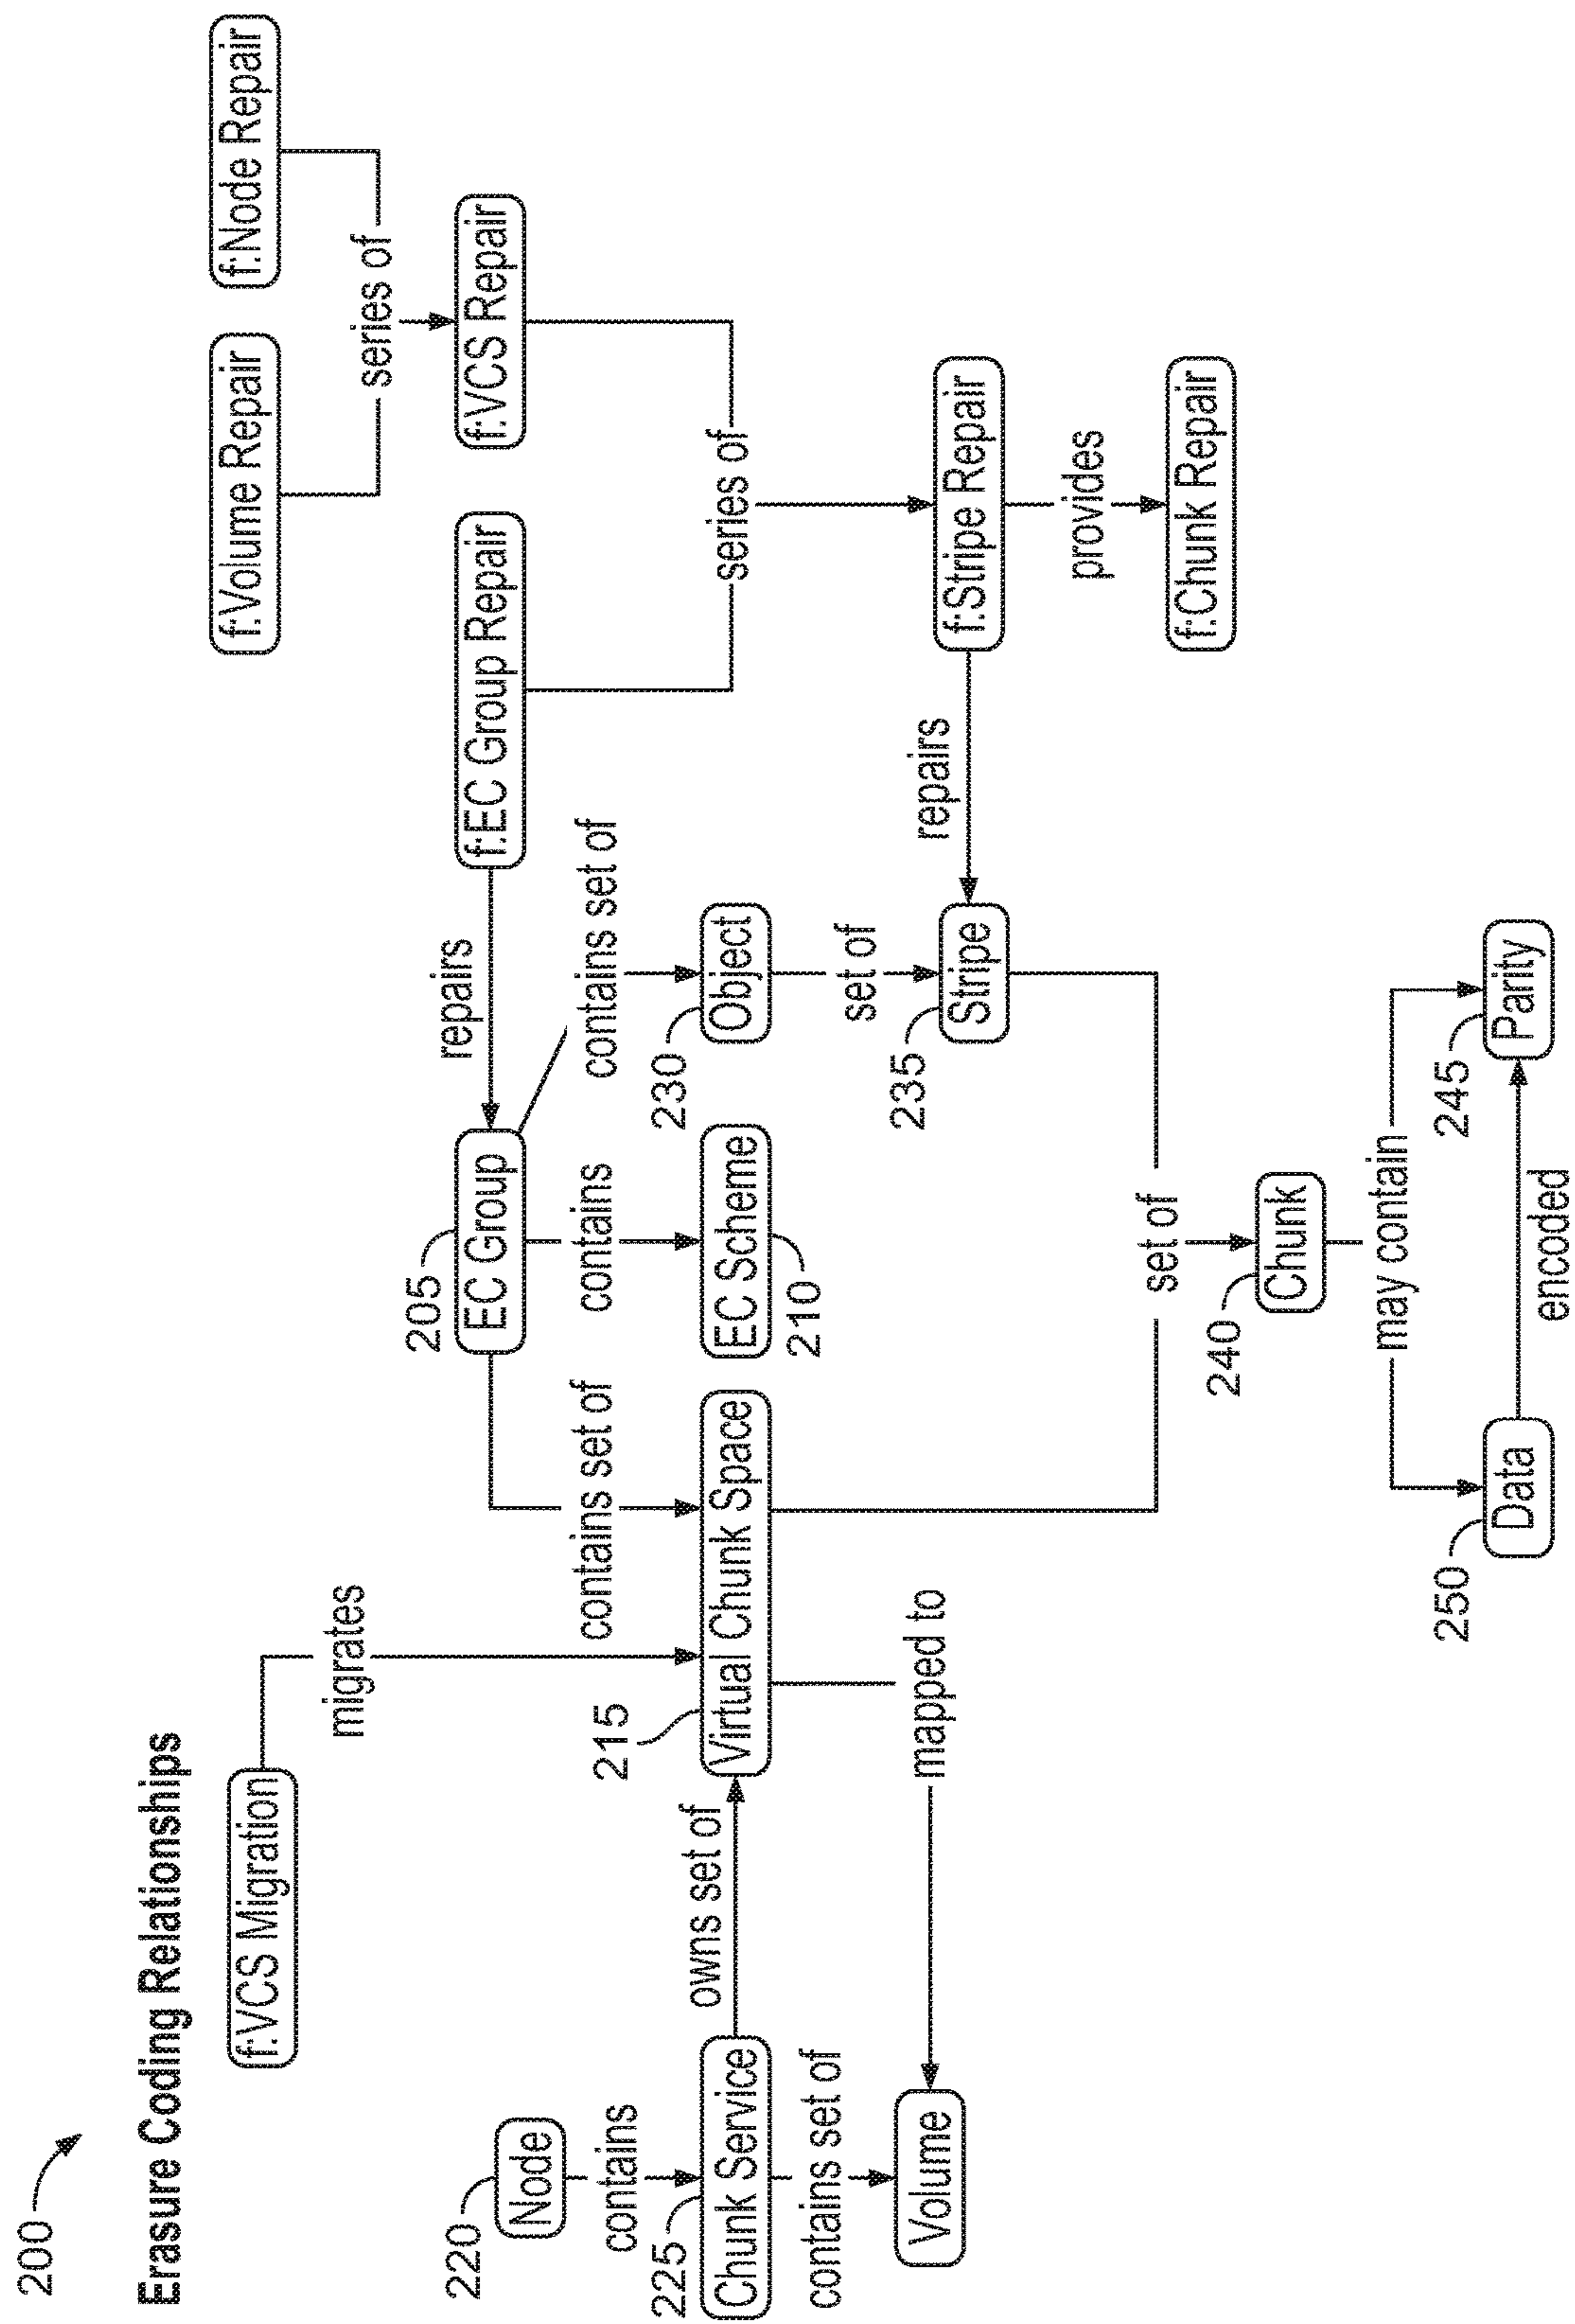 200
Erasure Coding Relationships
f:VCS Migration
migrates
f:Volume Repair
f:Node Repair
series of
220
Node
contains
205
EC Group
repairs
f:EC Group Repair
f:VCS Repair
contains set of
contains
contains set of
225
Chunk Service
owns set of
215
Virtual Chunk Space
EC Scheme
210
230
Object
series of
contains set of
Volume
mapped to
set of
235
Stripe
repairs
f:Stripe Repair
provides
f:Chunk Repair
set of
240
Chunk
may contain
250
Data
encoded
245
Parity